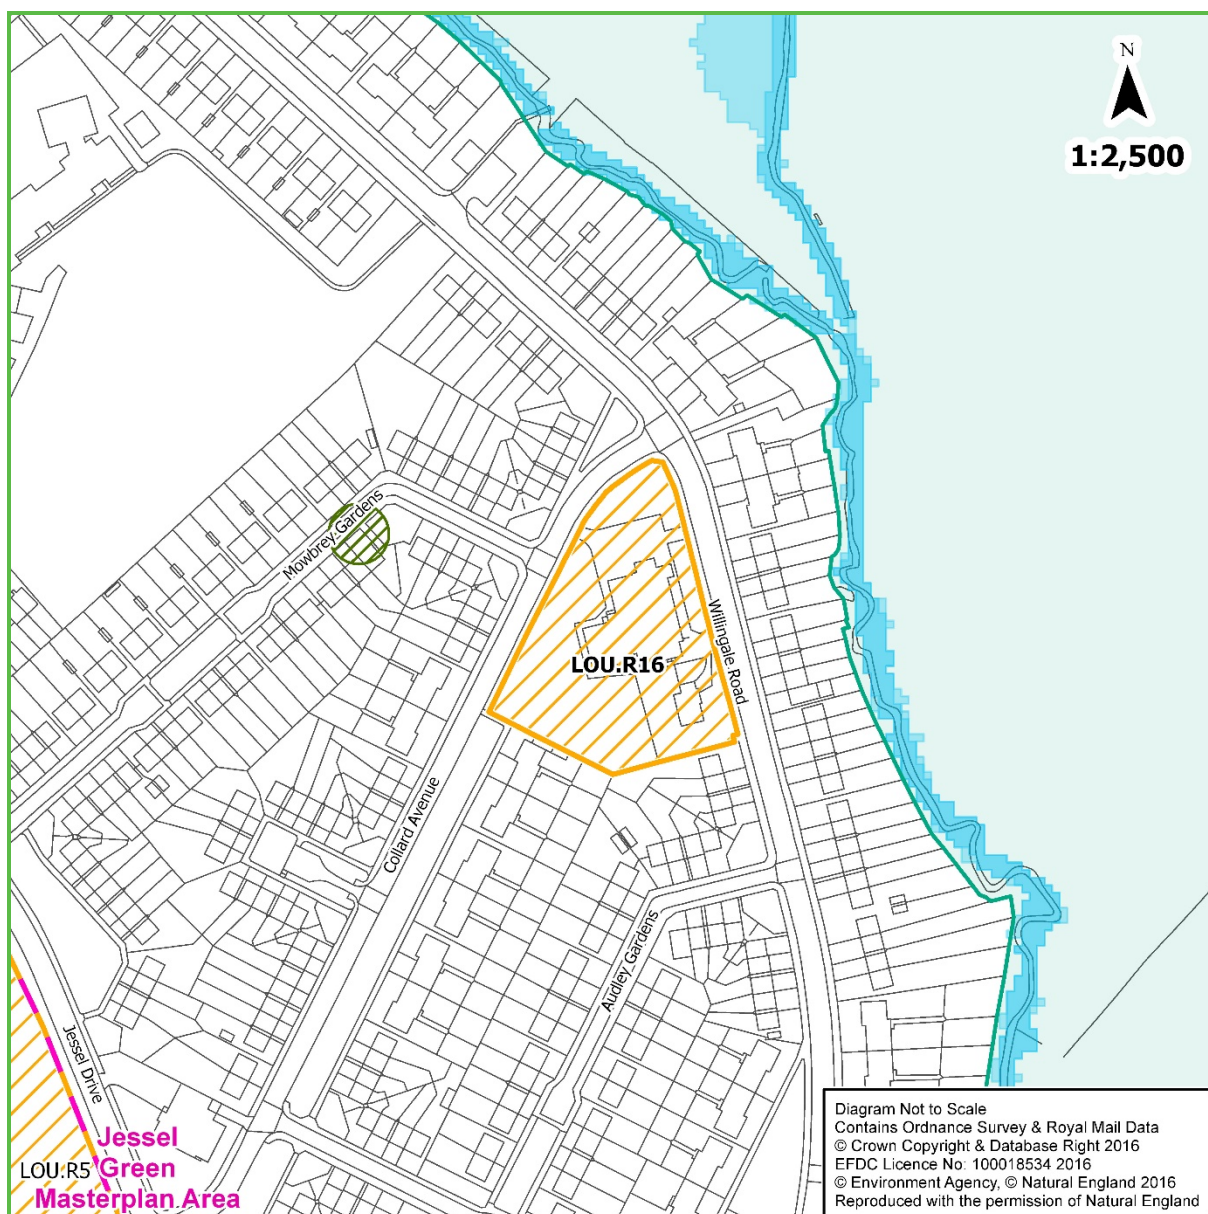 N
1:2,500
Mowbrey Gardens
Willingale Road
LOU.R16
Collard Avenue
Audley Gardens
Jessel Drive
LOU.R5
Jessel
Green
Masterplan Area
Diagram Not to Scale
Contains Ordnance Survey & Royal Mail Data
© Crown Copyright & Database Right 2016
EFDC Licence No: 100018534 2016
© Environment Agency, © Natural England 2016
Reproduced with the permission of Natural England